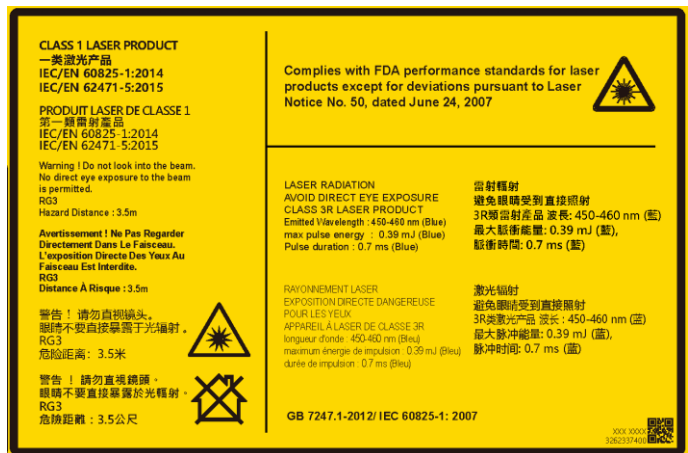 CLASS 1 LASER PRODUCT
一类激光产品
IEC/EN 60825-1:2014
IEC/EN 62471-5:2015
PRODUIT LASER DE CLASSE 1
第一類雷射產品
IEC/EN 60825-1:2014
IEC/EN 62471-5:2015
Warning ! Do not look into the beam.
No direct eye exposure to the beam
is permitted.
RG3
Hazard Distance : 3.5m
Avertissement ! Ne Pas Regarder
Directement Dans Le Faisceau.
L'exposition Directe Des Yeux Au
Faisceau Est Interdite.
RG3
Distance À Risque : 3.5m
警告！ 请勿直视镜头。
眼睛不要直接暴露于光辐射。
RG3
危险距离：3.5米
警告！ 請勿直視鏡頭。
眼睛不要直接暴露於光輻射。
RG3
危險距離：3.5公尺
Complies with FDA performance standards for laser
products except for deviations pursuant to Laser
Notice No. 50, dated June 24, 2007
LASER RADIATION
AVOID DIRECT EYE EXPOSURE
CLASS 3R LASER PRODUCT
Emitted Wavelength : 450-460 nm (Blue)
max pulse energy : 0.39 mJ (Blue)
Pulse duration : 0.7 ms (Blue)
雷射輻射
避免眼睛受到直接照射
3R類雷射產品 波長: 450-460 nm (藍)
最大脈衝能量: 0.39 mJ (藍),
脈衝時間: 0.7 ms (藍)
RAYONNEMENT LASER
EXPOSITION DIRECTE DANGEREUSE
POUR LES YEUX
APPAREIL À LASER DE CLASSE 3R
longueur d'onde : 450-460 nm (Bleu)
maximum énergie de impulsion : 0.39 mJ (Bleu)
durée de impulsion : 0.7 ms (Bleu)
激光辐射
避免眼睛受到直接照射
3R类激光产品 波长 : 450-460 nm (蓝)
最大脉冲能量: 0.39 mJ (蓝),
脉冲时间: 0.7 ms (蓝)
GB 7247.1-2012/ IEC 60825-1: 2007
XXX XXXX
3262337400